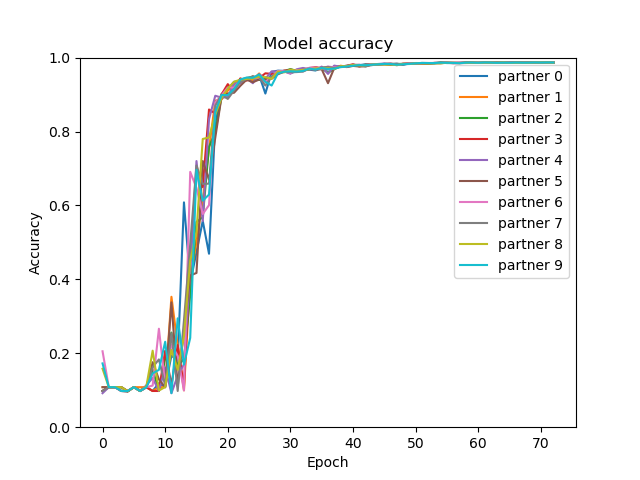 Model accuracy
1.0
0.8
0.6
0.4
0.2
0.0
Accuracy
0 10 20 30 40 50 60 70
Epoch
partner 0
partner 1
partner 2
partner 3
partner 4
partner 5
partner 6
partner 7
partner 8
partner 9